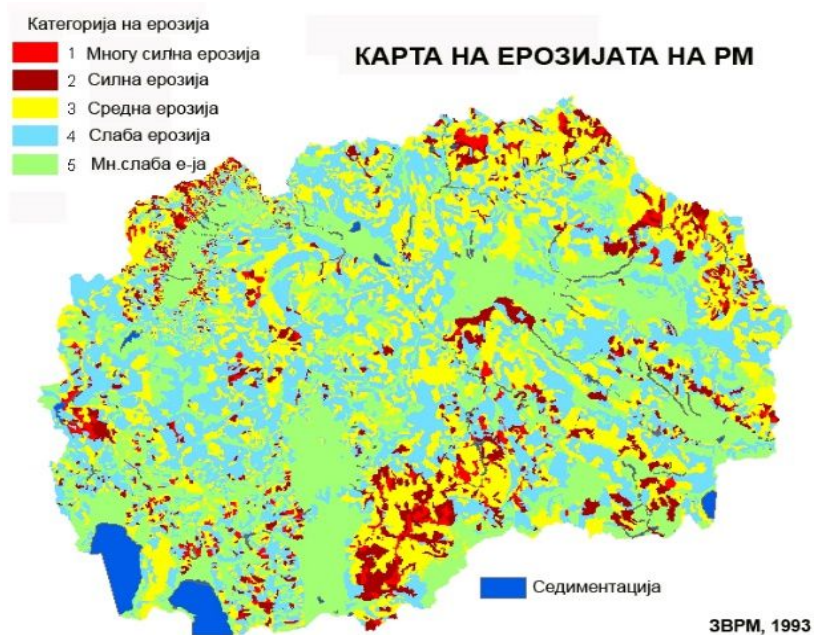 Категорија на ерозија
1 Многу силна ерозија
2 Силна ерозија
3 Средна ерозија
4 Слаба ерозија
5 Мн.слаба е-ја
КАРТА НА ЕРОЗИЈАТА НА РМ
Седиментација
ЗВРМ, 1993